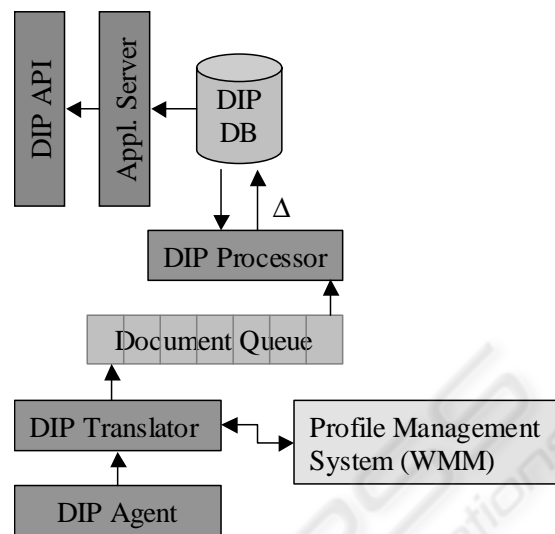 DIP API
Appl. Server
DIP
DB
Δ
DIP Processor
Document Queue
DIP Translator
Profile Management
System (WMM)
DIP Agent